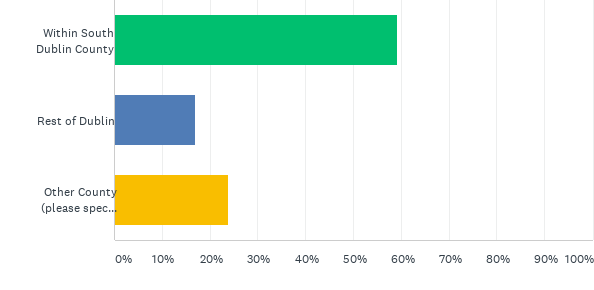 Within South
Dublin County
Rest of Dublin
Other County
(please spec...
0% 10% 20% 30% 40% 50% 60% 70% 80% 90% 100%